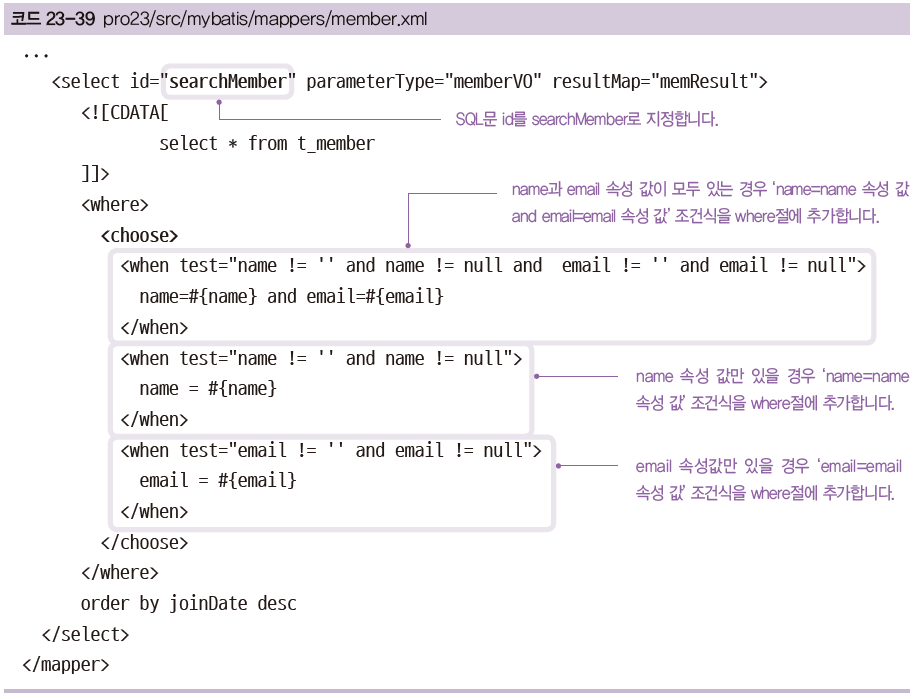 코드 23-39 pro23/src/mybatis/mappers/member.xml
...
<select id="searchMember" parameterType="memberVO" resultMap="memResult">
<![CDATA[
SQL문 id를 searchMember로 지정합니다.
select * from t_member
]]>
name과 email 속성 값이 모두 있는 경우 ‘name=name 속성 값
<where>
and email=email 속성 값’ 조건식을 where절에 추가합니다.
<choose>
<when test="name != '' and name != null and  email != '' and email != null">
name=#{name} and email=#{email}
</when>
<when test="name != '' and name != null">
name 속성 값만 있을 경우 ‘name=name
name = #{name}
속성 값’ 조건식을 where절에 추가합니다.
</when>
<when test="email != '' and email != null">
email 속성값만 있을 경우 ‘email=email
email = #{email}
속성 값’ 조건식을 where절에 추가합니다.
</when>
</choose>
</where>
order by joinDate desc
</select>
</mapper>